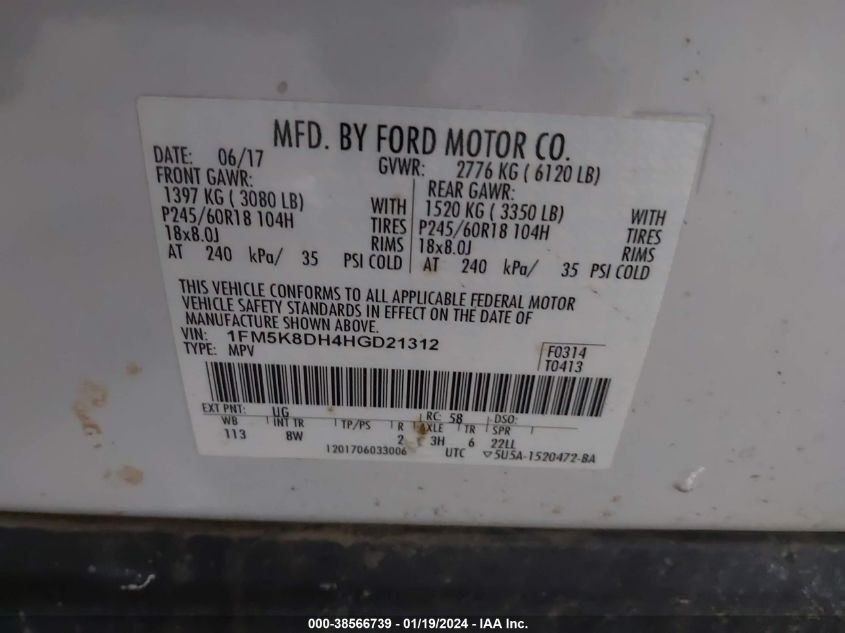 MFD. BY FORD MOTOR CO.
DATE: 06/17 GVWR: 2776 KG ( 6120 LB)
FRONT GAWR: REAR GAWR:
1397 KG ( 3080 LB) WITH 1520 KG ( 3350 LB) WITH
P245/60R18 104H TIRES P245/60R18 104H TIRES
18x8.0J RIMS 18x8.0J RIMS
AT 240 kPa/ 35 PSI COLD AT 240 kPa/ 35 PSI COLD
THIS VEHICLE CONFORMS TO ALL APPLICABLE FEDERAL MOTOR
VEHICLE SAFETY STANDARDS IN EFFECT ON THE DATE OF
MANUFACTURE SHOWN ABOVE.
VIN: 1FM5K8DH4HGD21312 F0314
TYPE: MPV T0413
EXT PNT: UG RC: 58 DSO:
WB INT TR TP/PS R AXLE TR SPR
113 8W 2 3H 6 22LL
1201706033006 UTC ▽5U5A-1520472-BA
000-38566739 - 01/19/2024 - IAA Inc.